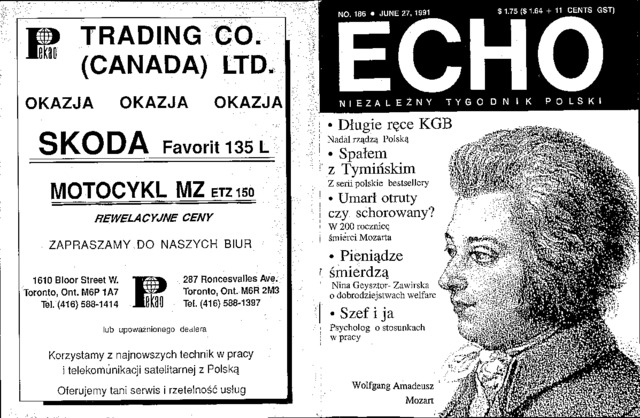 Pekao
TRADING CO.
(CANADA) LTD.
OKAZJA OKAZJA OKAZJA
SKODA Favorit 135 L
MOTOCYKL MZ ETZ 150
REWELACYJNE CENY
ZAPRASZAMY DO NASZYCH BIUR
1610 Bloor Street W.
Toronto, Ont. M6P 1A7
Tel. (416) 588-1414
Pekao
287 Roncesvalles Ave.
Toronto, Ont. M6R 2M3
Tel. (416) 588-1397
lub upoważnionego dealera
Korzystamy z najnowszych technik w pracy
i telekomunikacji satelitarnej z Polską
Oferujemy tani serwis i rzetelność usług
NO. 186 • JUNE 27, 1991
$ 1.75 ($ 1.64 + 11 CENTS GST)
ECHO
NIEZALEŻNY TYGODNIK POLSKI
• Długie ręce KGB
Nadal rządzą Polską
• Spałem
z Tymińskim
Z serii polskie bestsellery
• Umarł otruty
czy schorowany?
W 200 rocznicę
śmierci Mozarta
• Pieniądze
śmierdzą
Nina Geysztor- Zawirska
o dobrodziejstwach welfare
• Szef i ja
Psycholog o stosunkach
w pracy
Wolfgang Amadeusz
Mozart